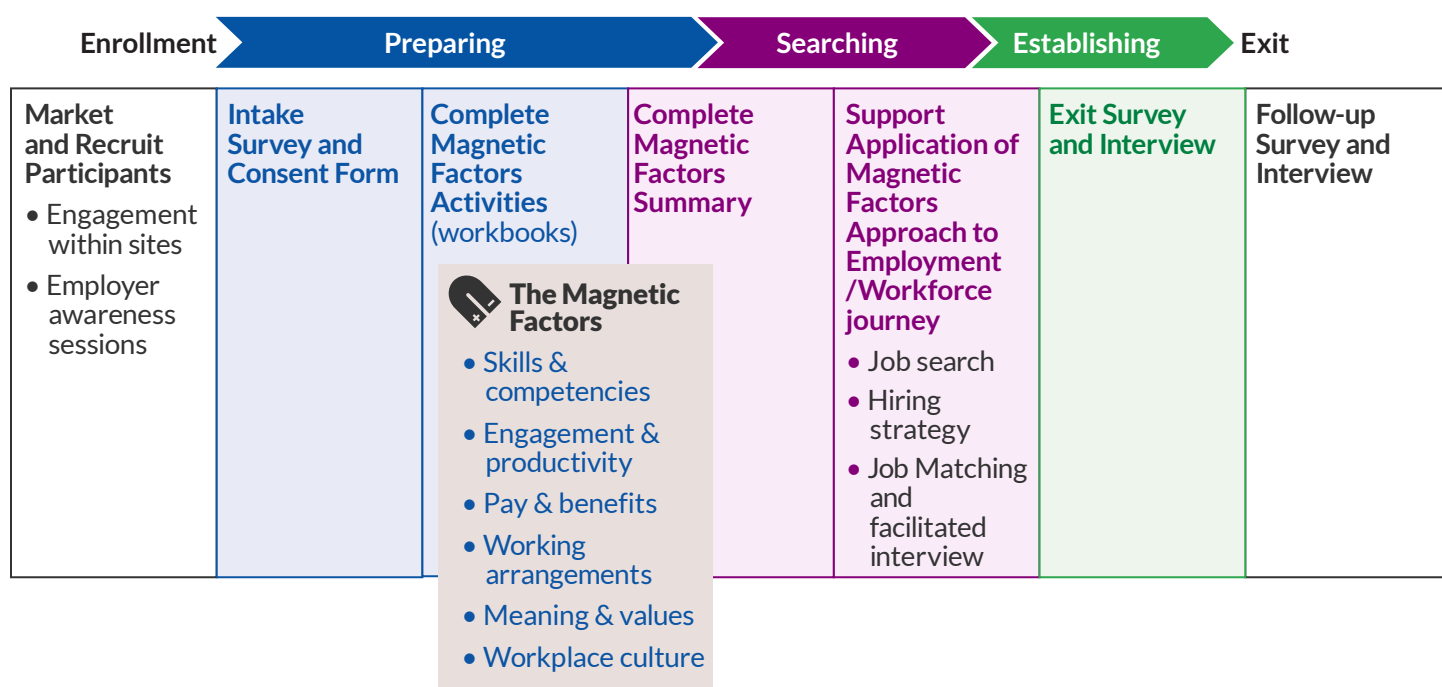 Enrollment
Preparing
Searching
Establishing
Exit
Market
and Recruit
Participants
• Engagement
within sites
• Employer
awareness
sessions
Intake
Survey and
Consent Form
Complete
Magnetic
Factors
Activities
(workbooks)
The Magnetic
Factors
• Skills &
competencies
• Engagement &
productivity
• Pay & benefits
• Working
arrangements
• Meaning & values
• Workplace culture
Complete
Magnetic
Factors
Summary
Support
Application of
Magnetic
Factors
Approach to
Employment
/Workforce
journey
• Job search
• Hiring
strategy
• Job Matching
and
facilitated
interview
Exit Survey
and Interview
Follow-up
Survey and
Interview